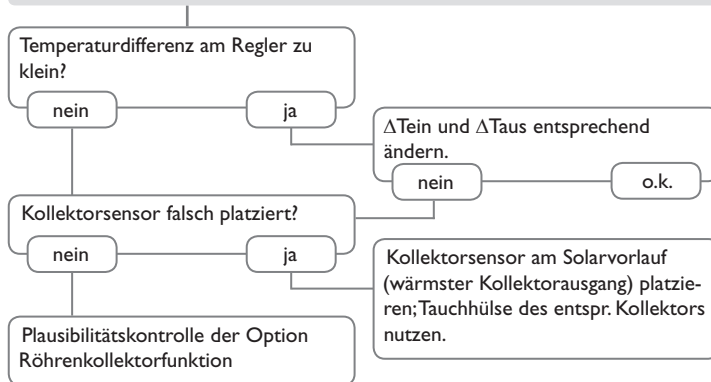 Temperaturdifferenz am Regler zu
klein?
nein
ja
ΔTein und ΔTaus entsprechend
ändern.
nein
o.k.
Kollektorsensor falsch platziert?
nein
ja
Kollektorsensor am Solarvorlauf
(wärmster Kollektorausgang) platzie-
ren; Tauchhülse des entspr. Kollektors
nutzen.
Plausibilitätskontrolle der Option
Röhrenkollektorfunktion